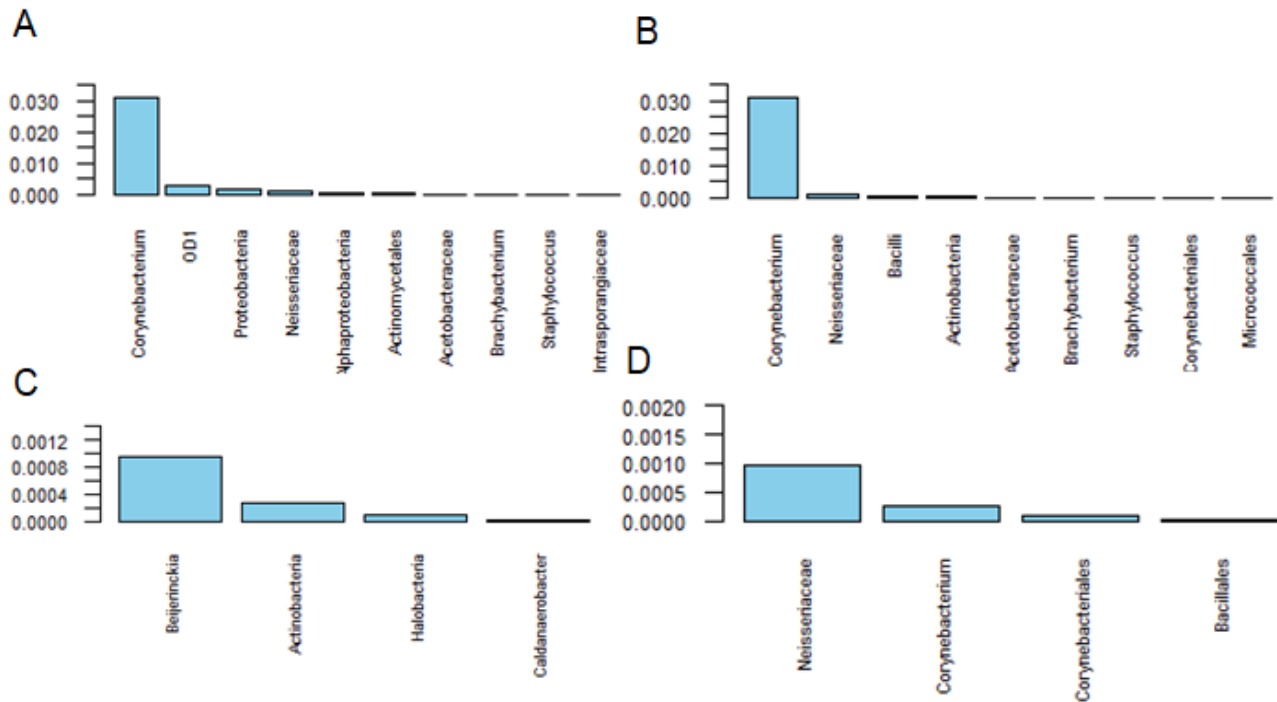 A
0.030
0.020
0.010
0.000
Corynebacterium
OD1
Proteobacteria
Neisseriaceae
Alphaproteobacteria
Actinomycetales
Acetobacteraceae
Brachybacterium
Staphylococcus
Intrasporangiaceae
B
0.030
0.020
0.010
0.000
Corynebacterium
Neisseriaceae
Bacilli
Actinobacteria
Acetobacteraceae
Brachybacterium
Staphylococcus
Corynebacteriales
Micrococcales
C
0.0012
0.0008
0.0004
0.0000
Beijerinckia
Actinobacteria
Halobacteria
Caldanaerobacter
D
0.0020
0.0015
0.0010
0.0005
0.0000
Neisseriaceae
Corynebacterium
Corynebacteriales
Bacillales